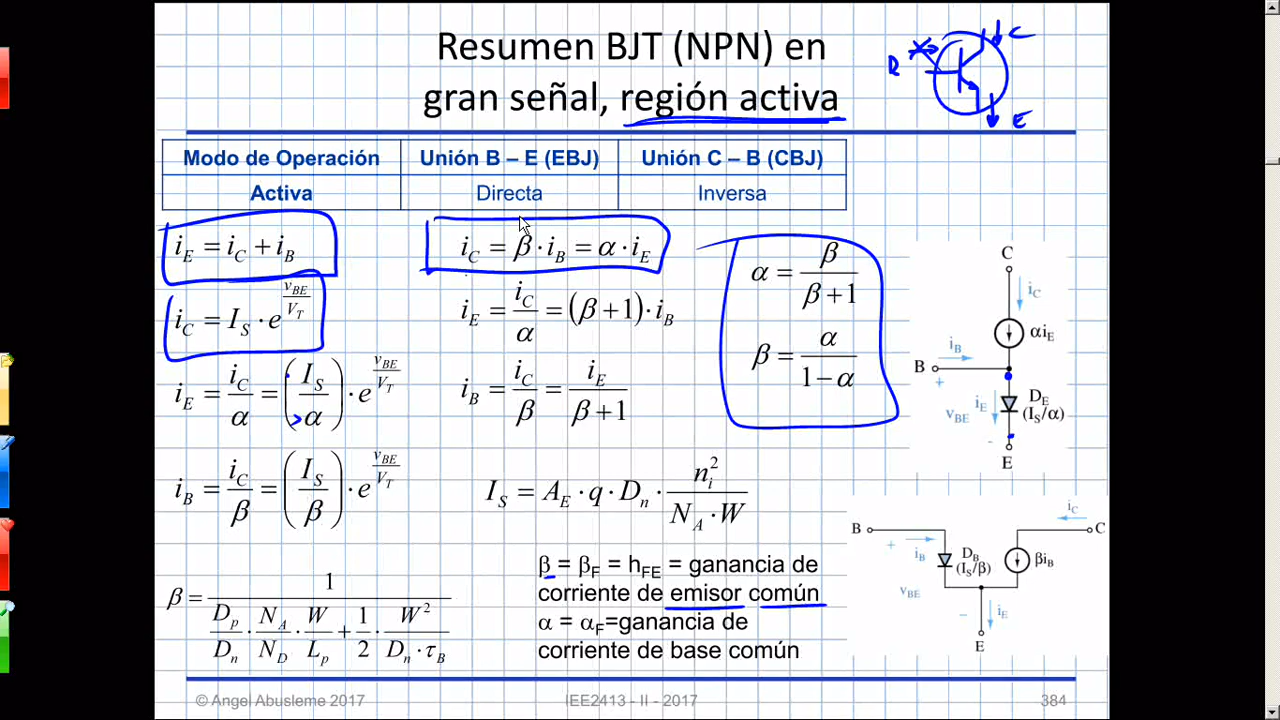 Resumen BJT (NPN) en
gran señal, región activa
C
E
Modo de Operación Unión B – E (EBJ) Unión C – B (CBJ)
Activa Directa Inversa
i_E = i_C + i_B
i_C = I_S · e^{v_BE/V_T}
i_E = i_C/α = (I_S/α) · e^{v_BE/V_T}
i_B = i_C/β = (I_S/β) · e^{v_BE/V_T}
i_C = β · i_B = α · i_E
i_E = i_C/α = (β + 1) · i_B
i_B = i_C/β = i_E/(β + 1)
α = β/(β + 1)
β = α/(1 − α)
I_S = A_E · q · D_n · n_i^2/(N_A · W)
β = 1/(D_p/D_n · N_A/N_D · W/L_p + 1/2 · W^2/(D_n · τ_B))
β = β_F = h_FE = ganancia de
corriente de emisor común
α = α_F=ganancia de
corriente de base común
C
i_C
αi_E
i_B
B
+
i_E
D_E
v_BE
(I_S/α)
-
E
i_C
B
C
+
i_B
D_B
(I_S/β)
βi_B
v_BE
–
i_E
E
© Angel Abusleme 2017 IEE2413 - II - 2017 384